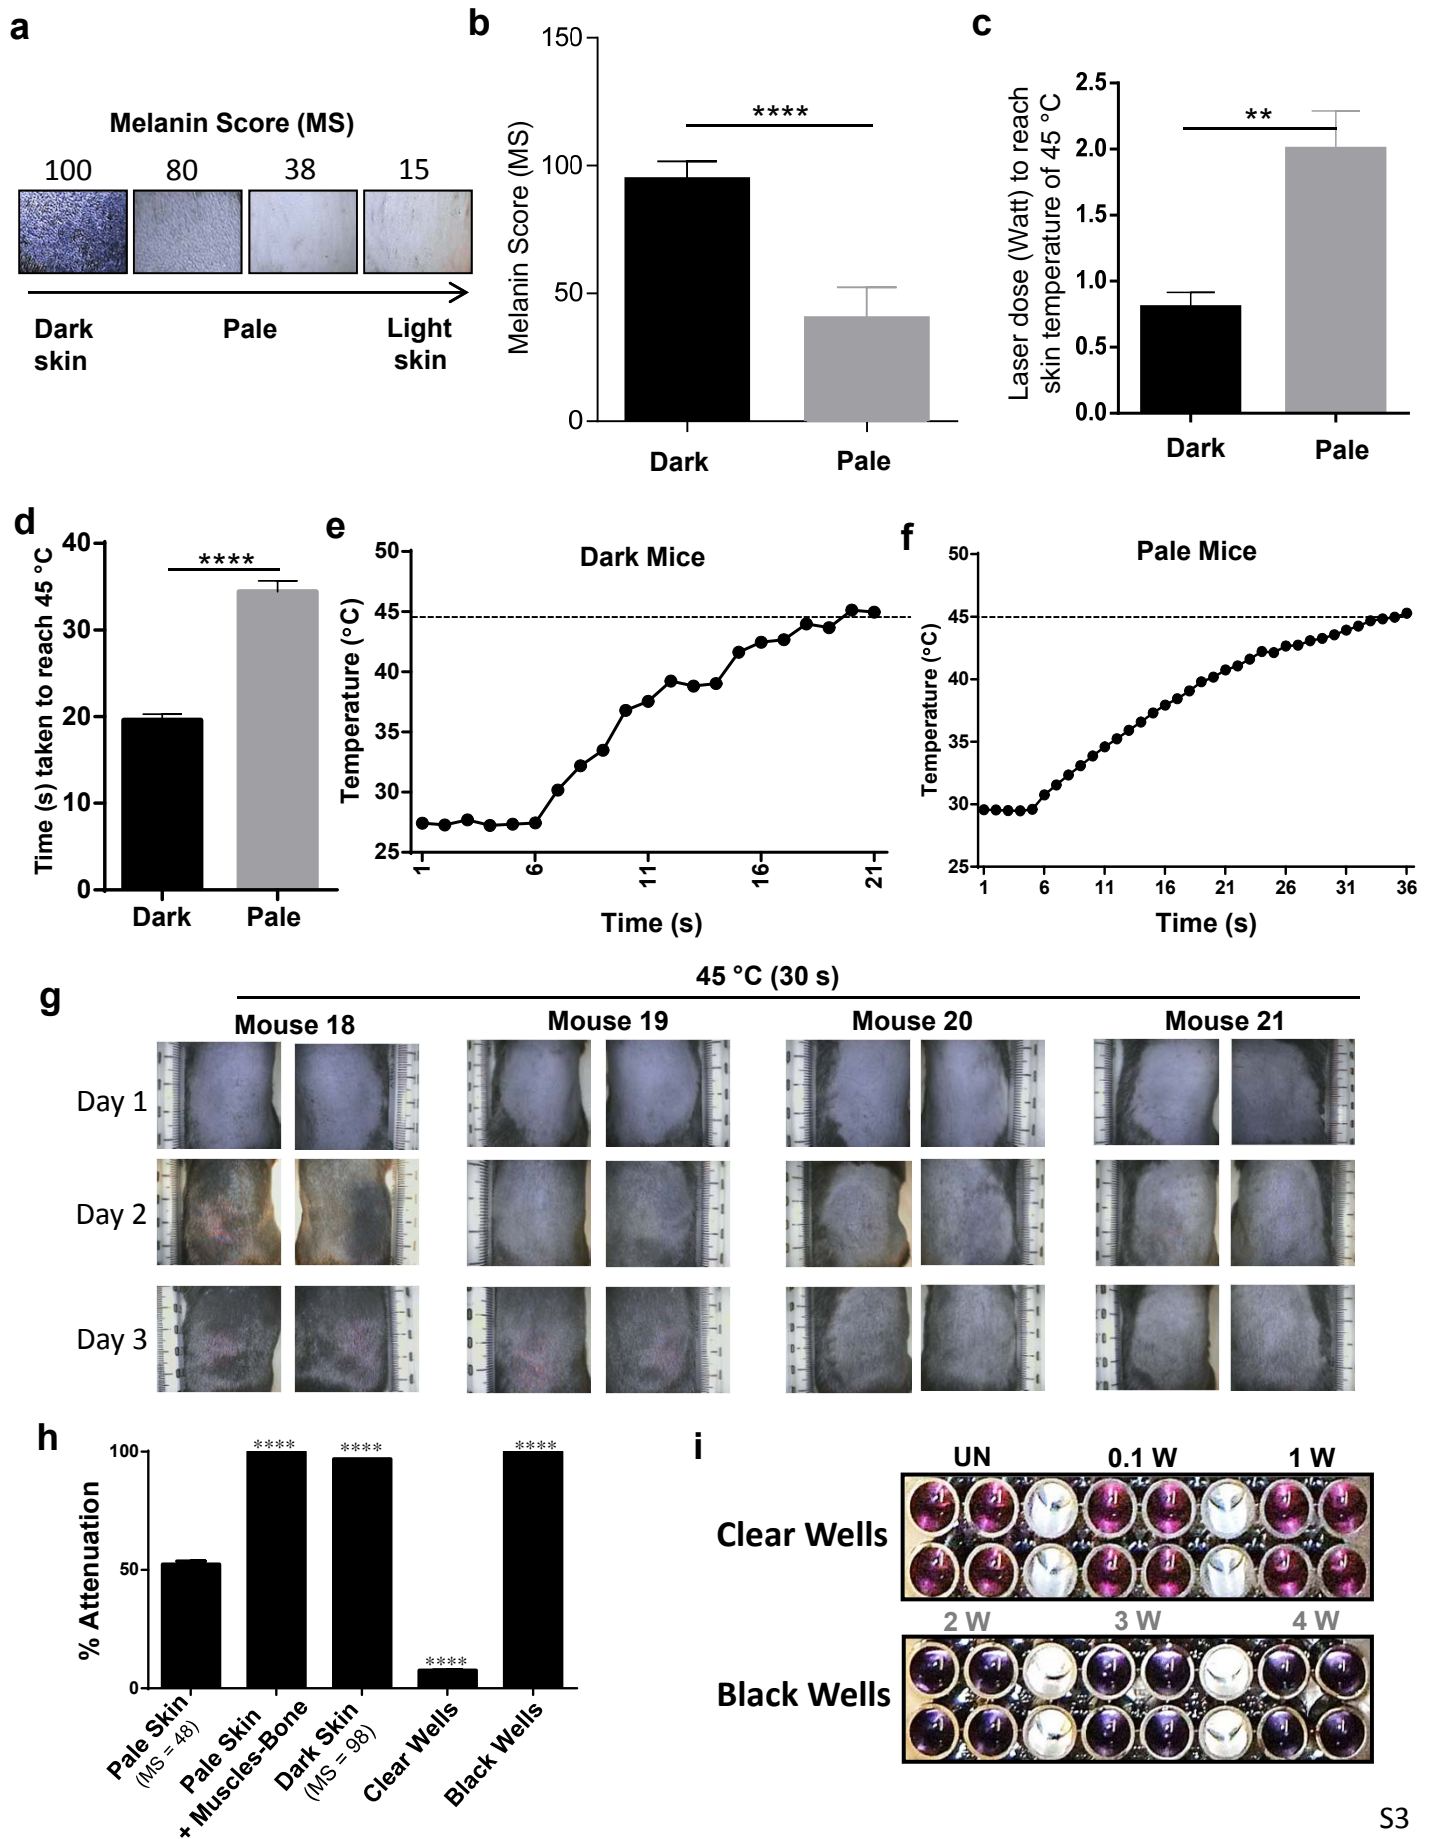 a
Melanin Score (MS)
100 80 38 15
Dark skin
Pale
Light skin
b
Melanin Score (MS)
150
100
50
0
****
Dark Pale
c
Laser dose (Watt) to reach
skin temperature of 45 °C
2.5
2.0
1.5
1.0
0.5
0.0
**
Dark Pale
d
Time (s) taken to reach 45 °C
40
30
20
10
0
****
Dark Pale
e
Dark Mice
Temperature (°C)
50
45
40
35
30
25
1 6 11 16 21
Time (s)
f
Pale Mice
Temperature (°C)
50
45
40
35
30
25
1 6 11 16 21 26 31 36
Time (s)
g
45 °C (30 s)
Mouse 18 Mouse 19 Mouse 20 Mouse 21
Day 1
Day 2
Day 3
h
% Attenuation
100
50
0
**** **** **** ****
Pale Skin
(MS = 48)
Pale Skin
+ Muscles-Bone
Dark Skin
(MS = 98)
Clear Wells
Black Wells
i
UN 0.1 W 1 W
Clear Wells
2 W 3 W 4 W
Black Wells
S3